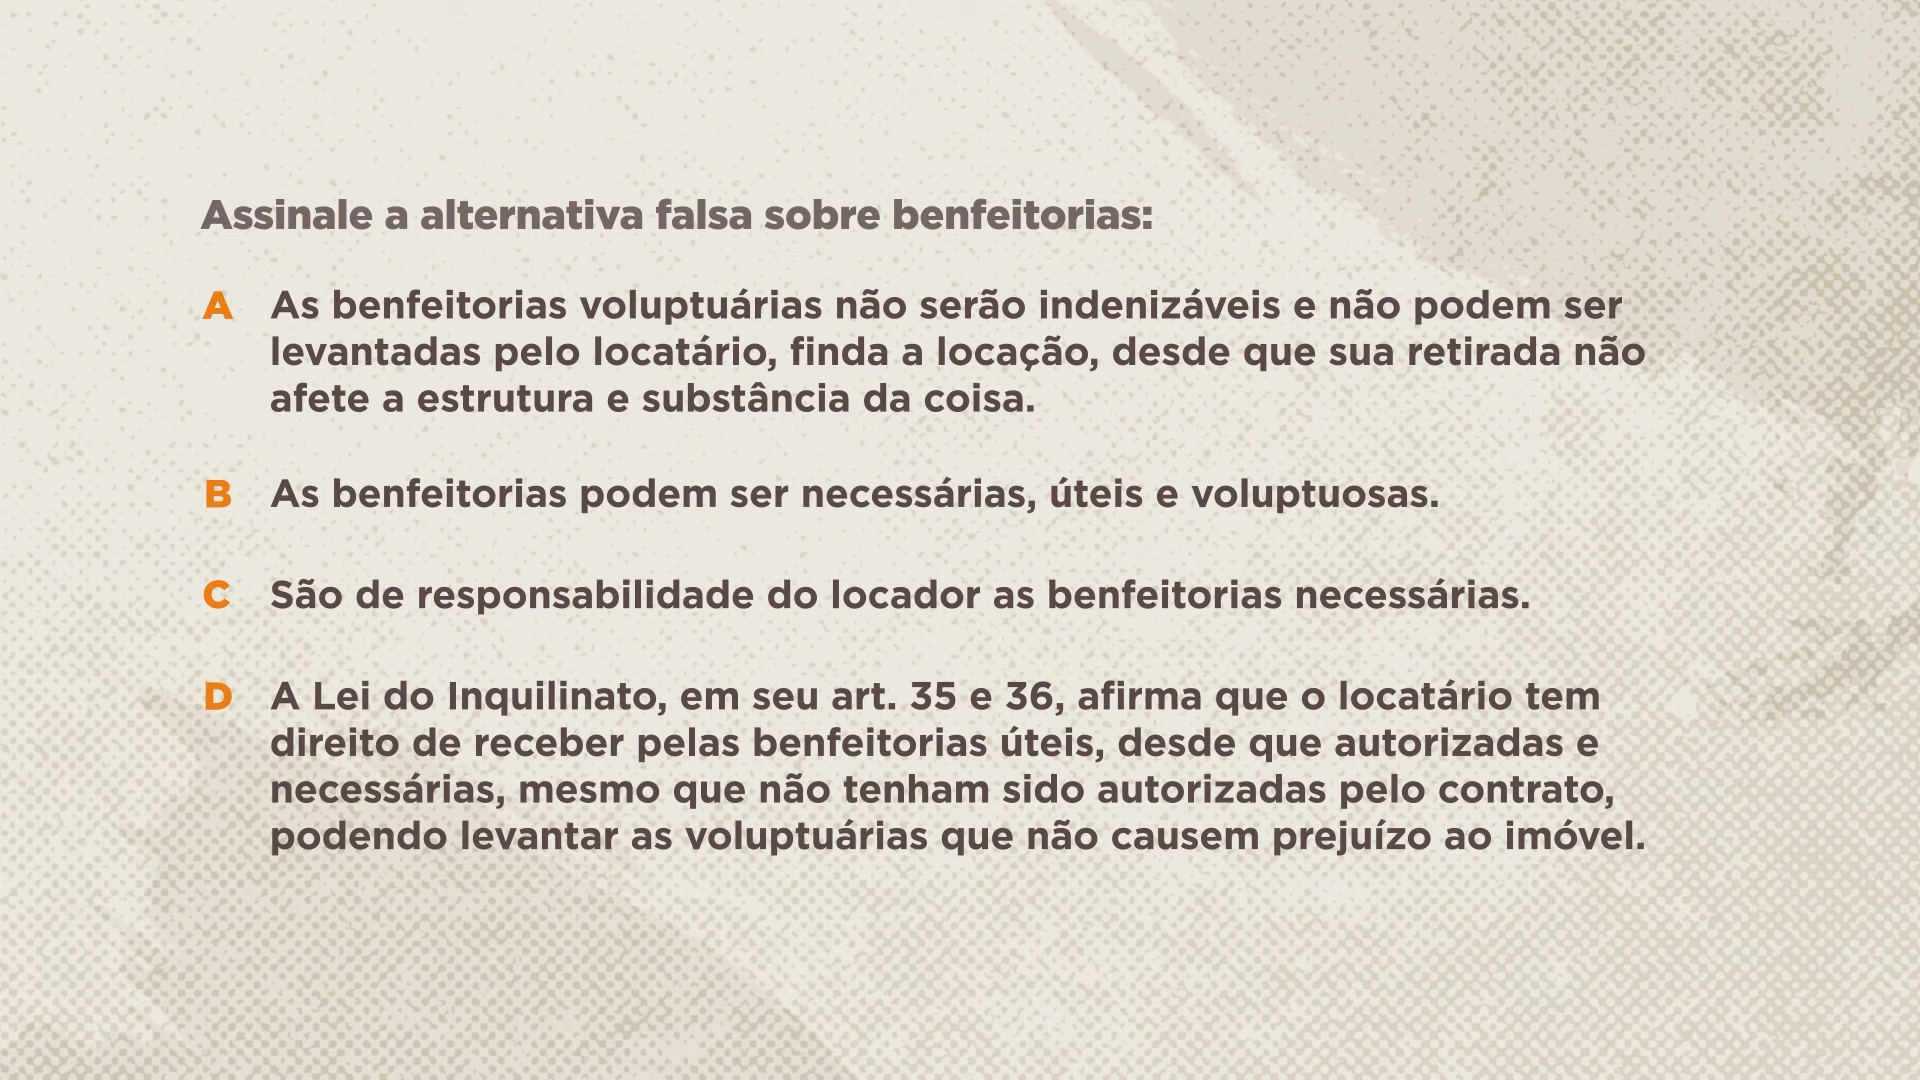 Assinale a alternativa falsa sobre benfeitorias:
A As benfeitorias voluptuárias não serão indenizáveis e não podem ser
levantadas pelo locatário, finda a locação, desde que sua retirada não
afete a estrutura e substância da coisa.
B As benfeitorias podem ser necessárias, úteis e voluptuosas.
C São de responsabilidade do locador as benfeitorias necessárias.
D A Lei do Inquilinato, em seu art. 35 e 36, afirma que o locatário tem
direito de receber pelas benfeitorias úteis, desde que autorizadas e
necessárias, mesmo que não tenham sido autorizadas pelo contrato,
podendo levantar as voluptuárias que não causem prejuízo ao imóvel.